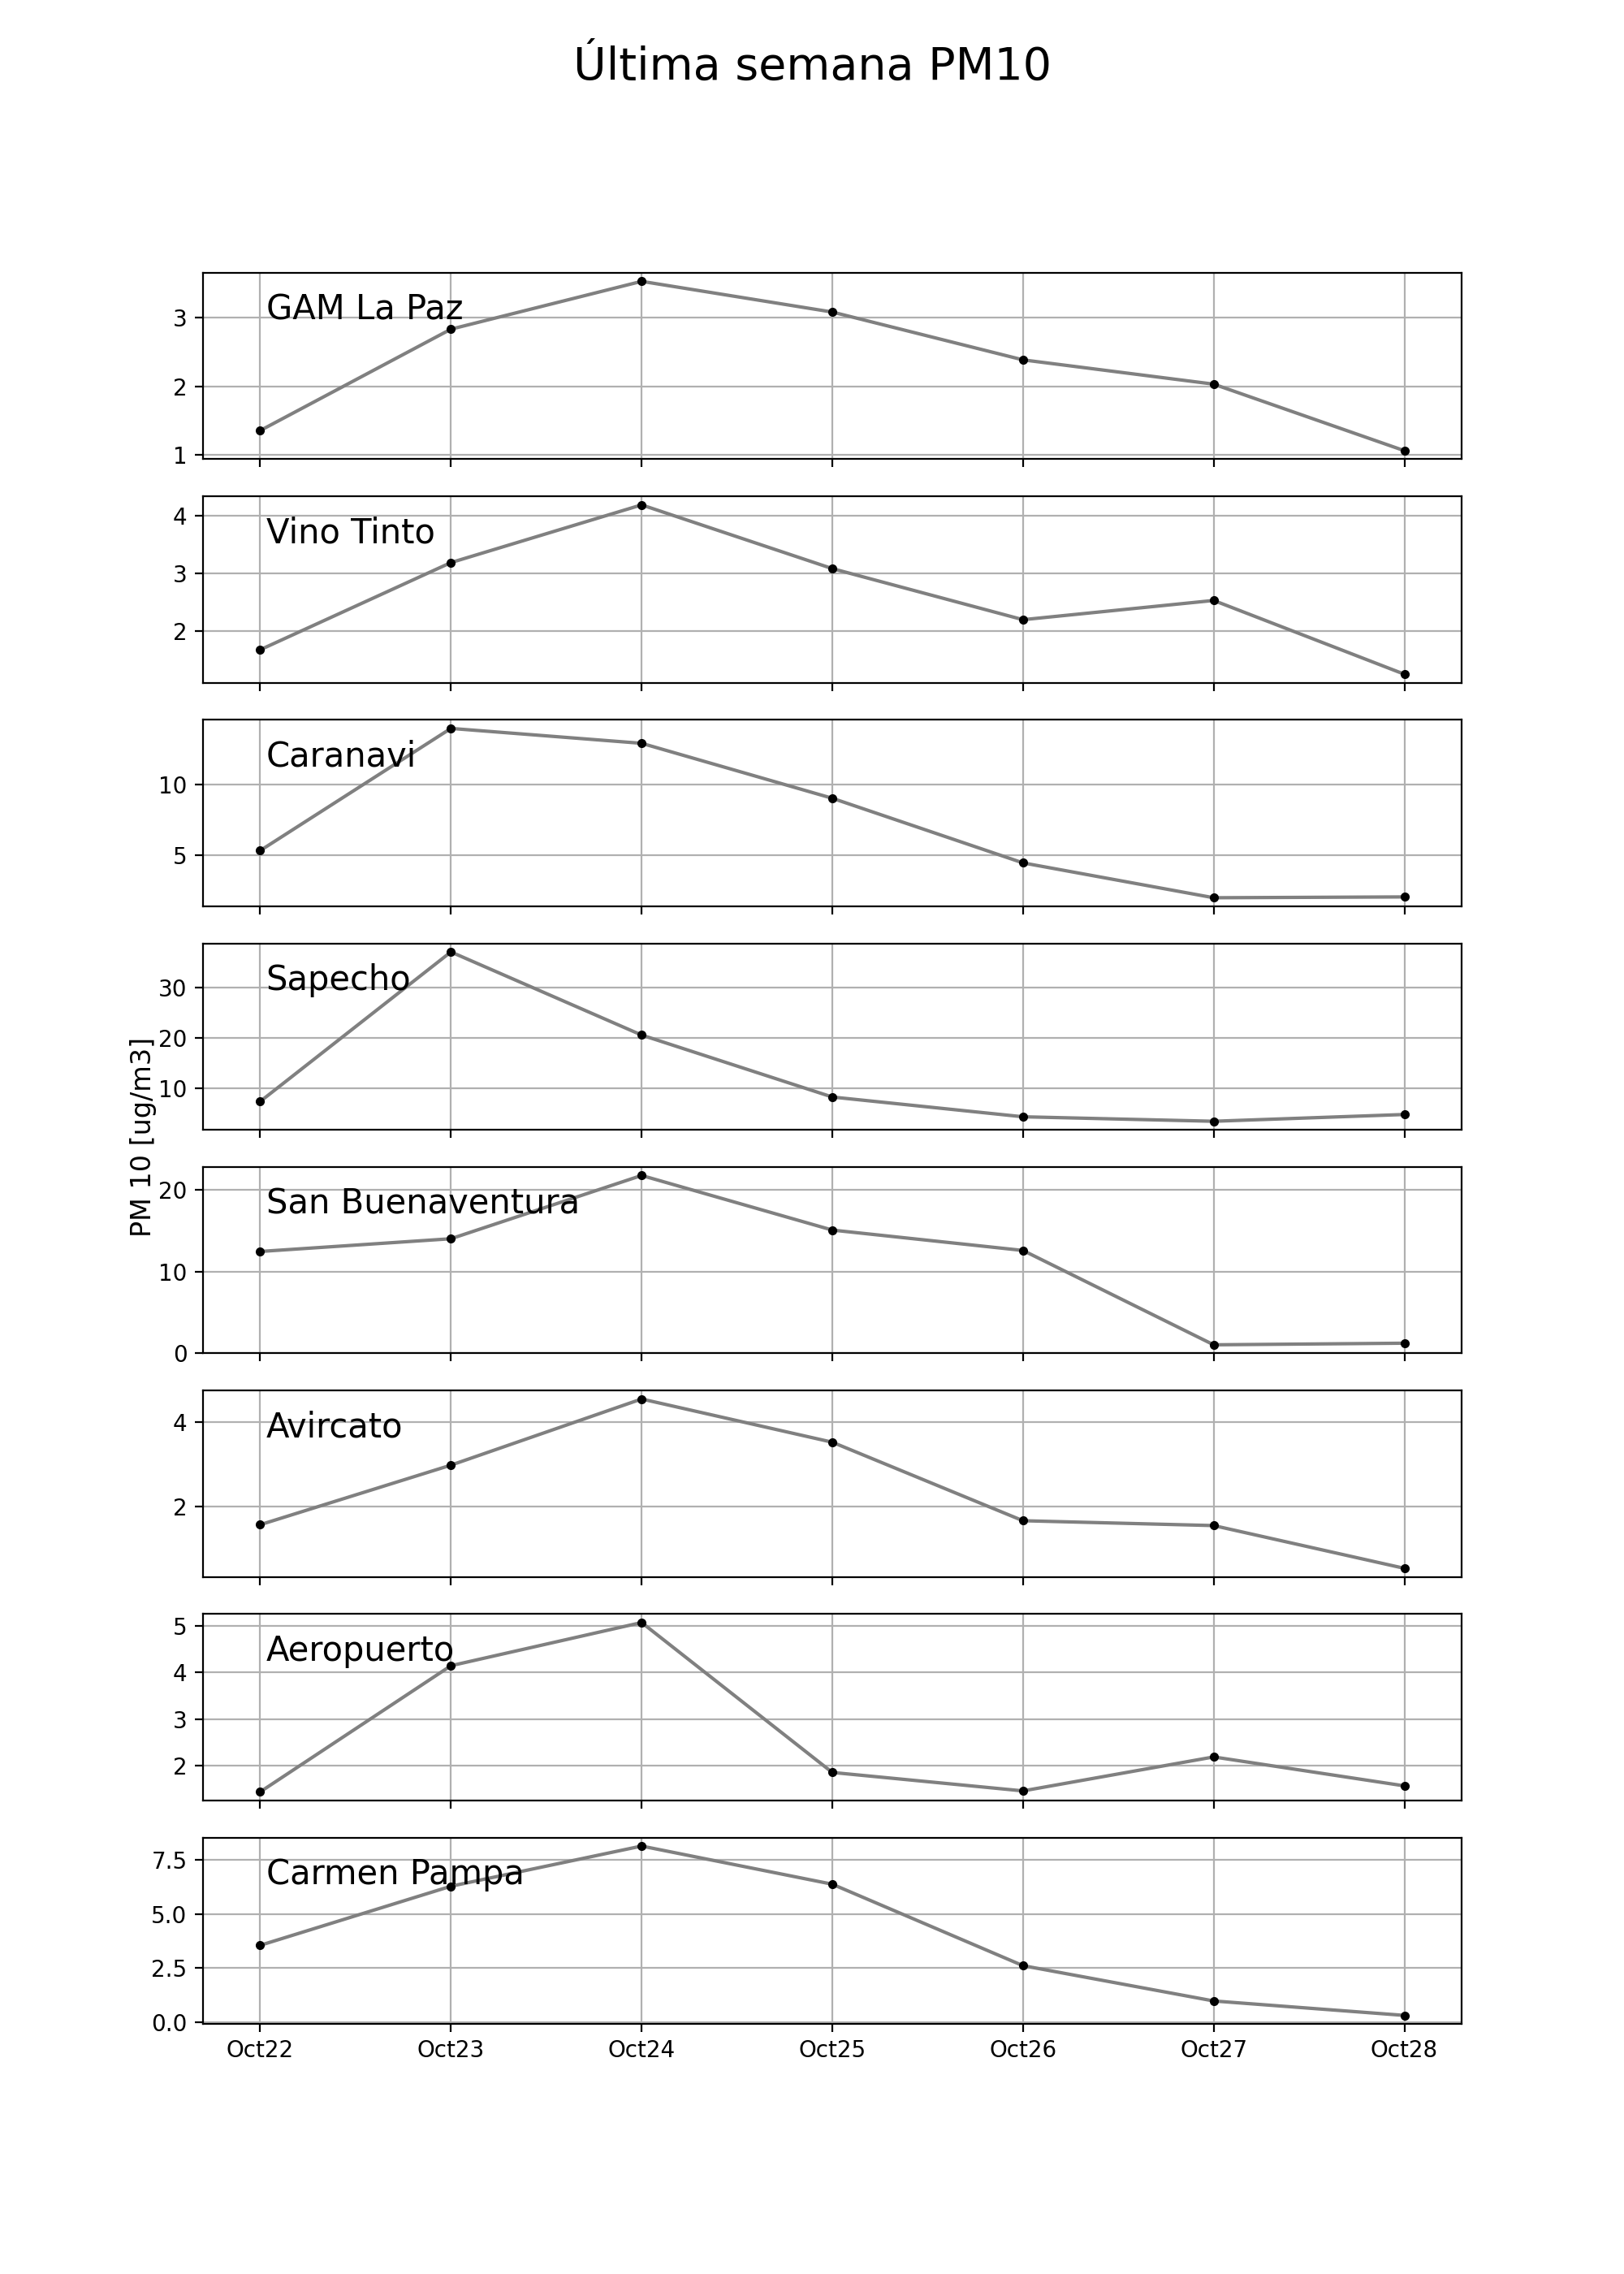 Última semana PM10
GAM La Paz
3
2
1
Vino Tinto
4
3
2
Caranavi
10
5
Sapecho
30
20
10
PM 10 [ug/m3]
San Buenaventura
20
10
0
Avircato
4
2
Aeropuerto
5
4
3
2
Carmen Pampa
7.5
5.0
2.5
0.0
Oct22 Oct23 Oct24 Oct25 Oct26 Oct27 Oct28